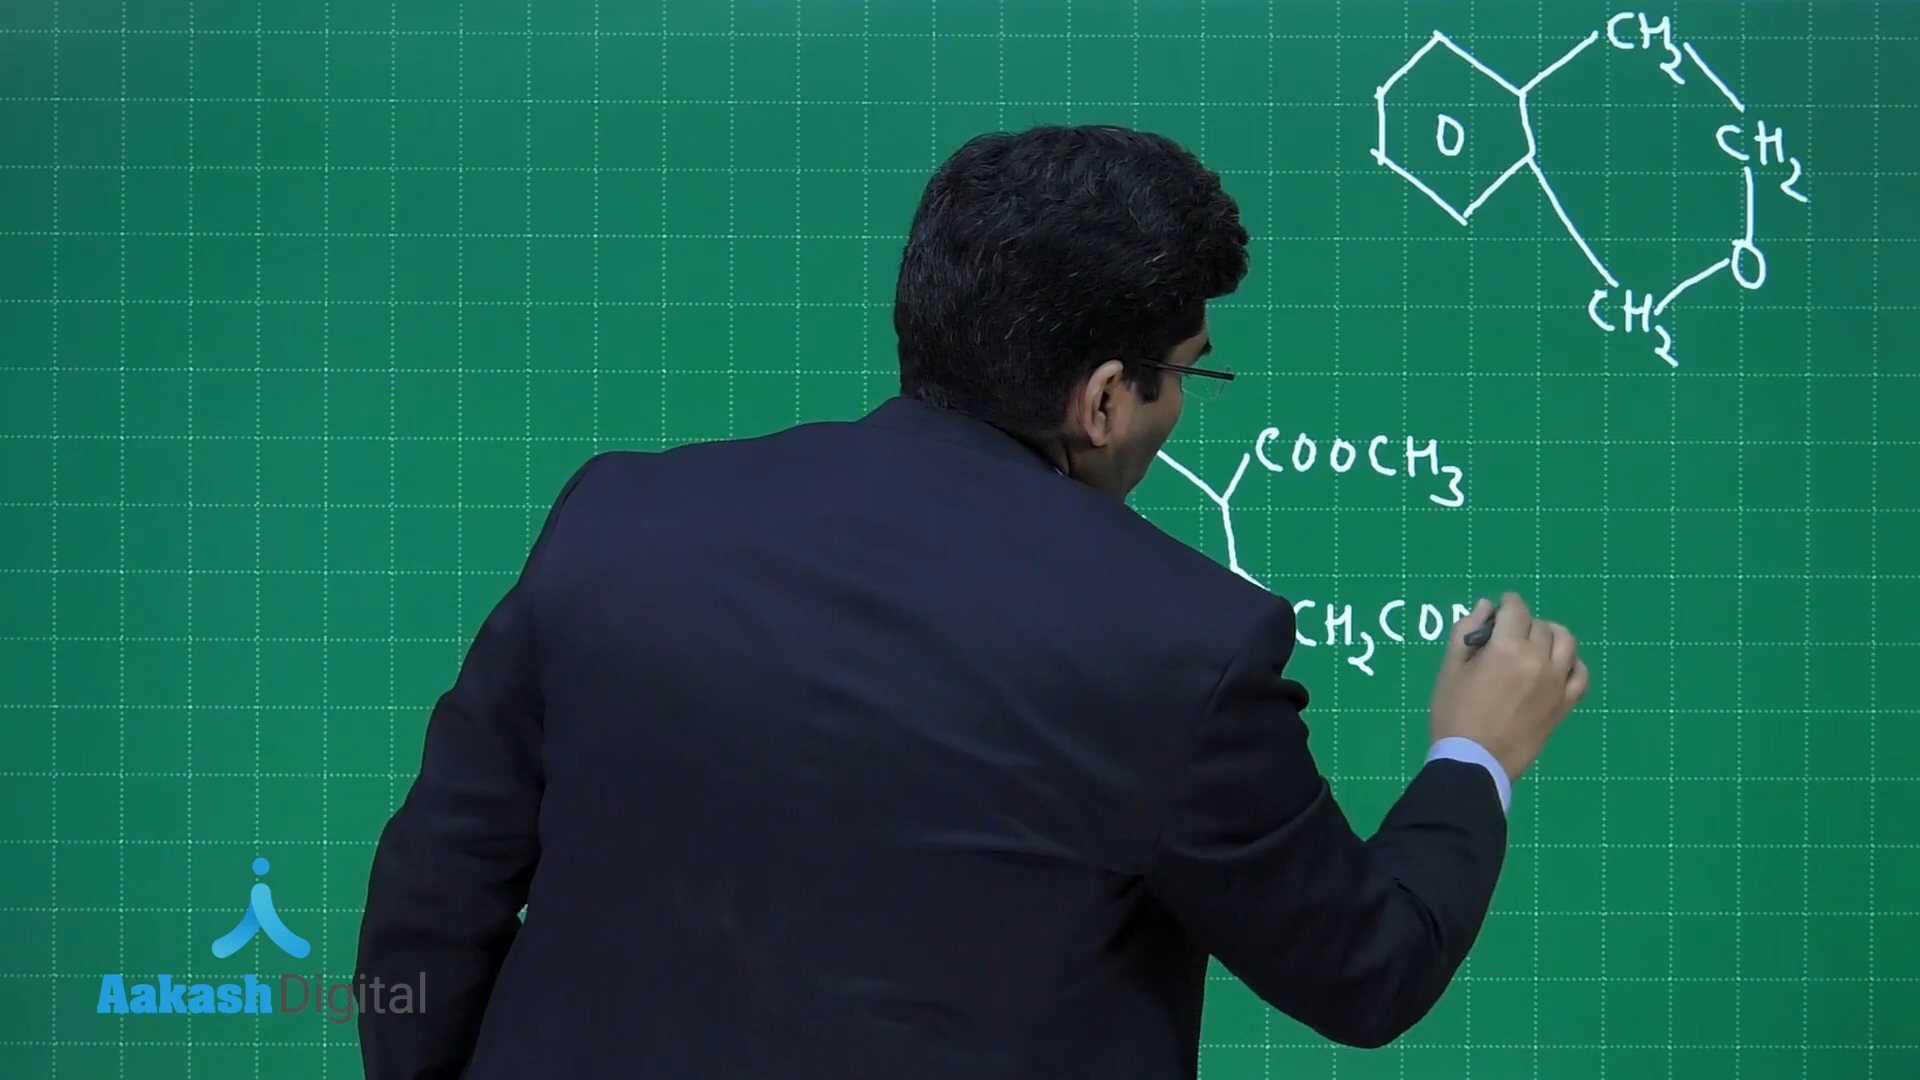 CH2
O
CH2
O
CH2
COOCH3
CH2CO
Aakash Digital